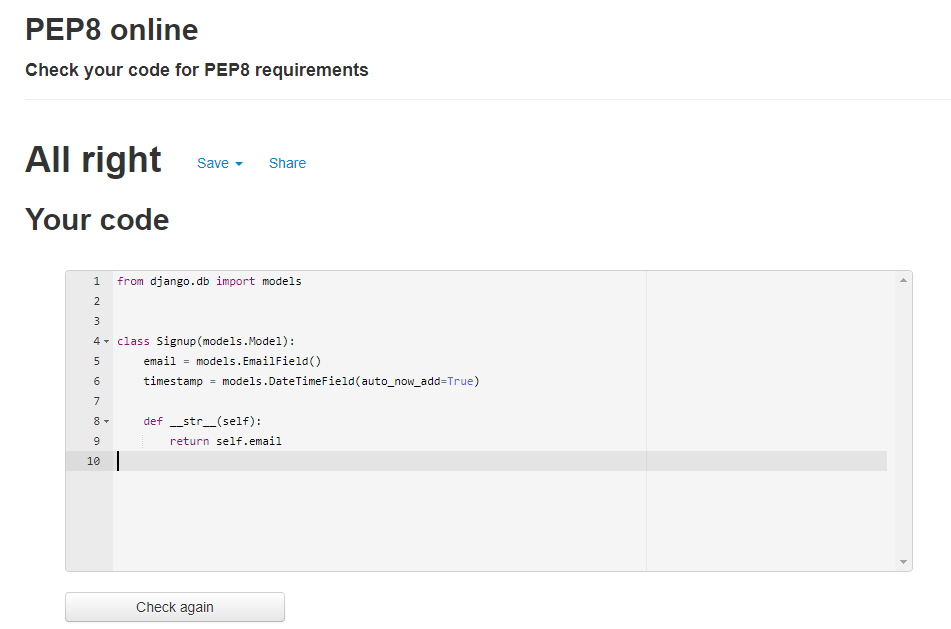 PEP8 online
Check your code for PEP8 requirements
All right Save Share
Your code
1 from django.db import models
2
3
4 class Signup(models.Model):
5     email = models.EmailField()
6     timestamp = models.DateTimeField(auto_now_add=True)
7
8     def __str__(self):
9         return self.email
10
Check again